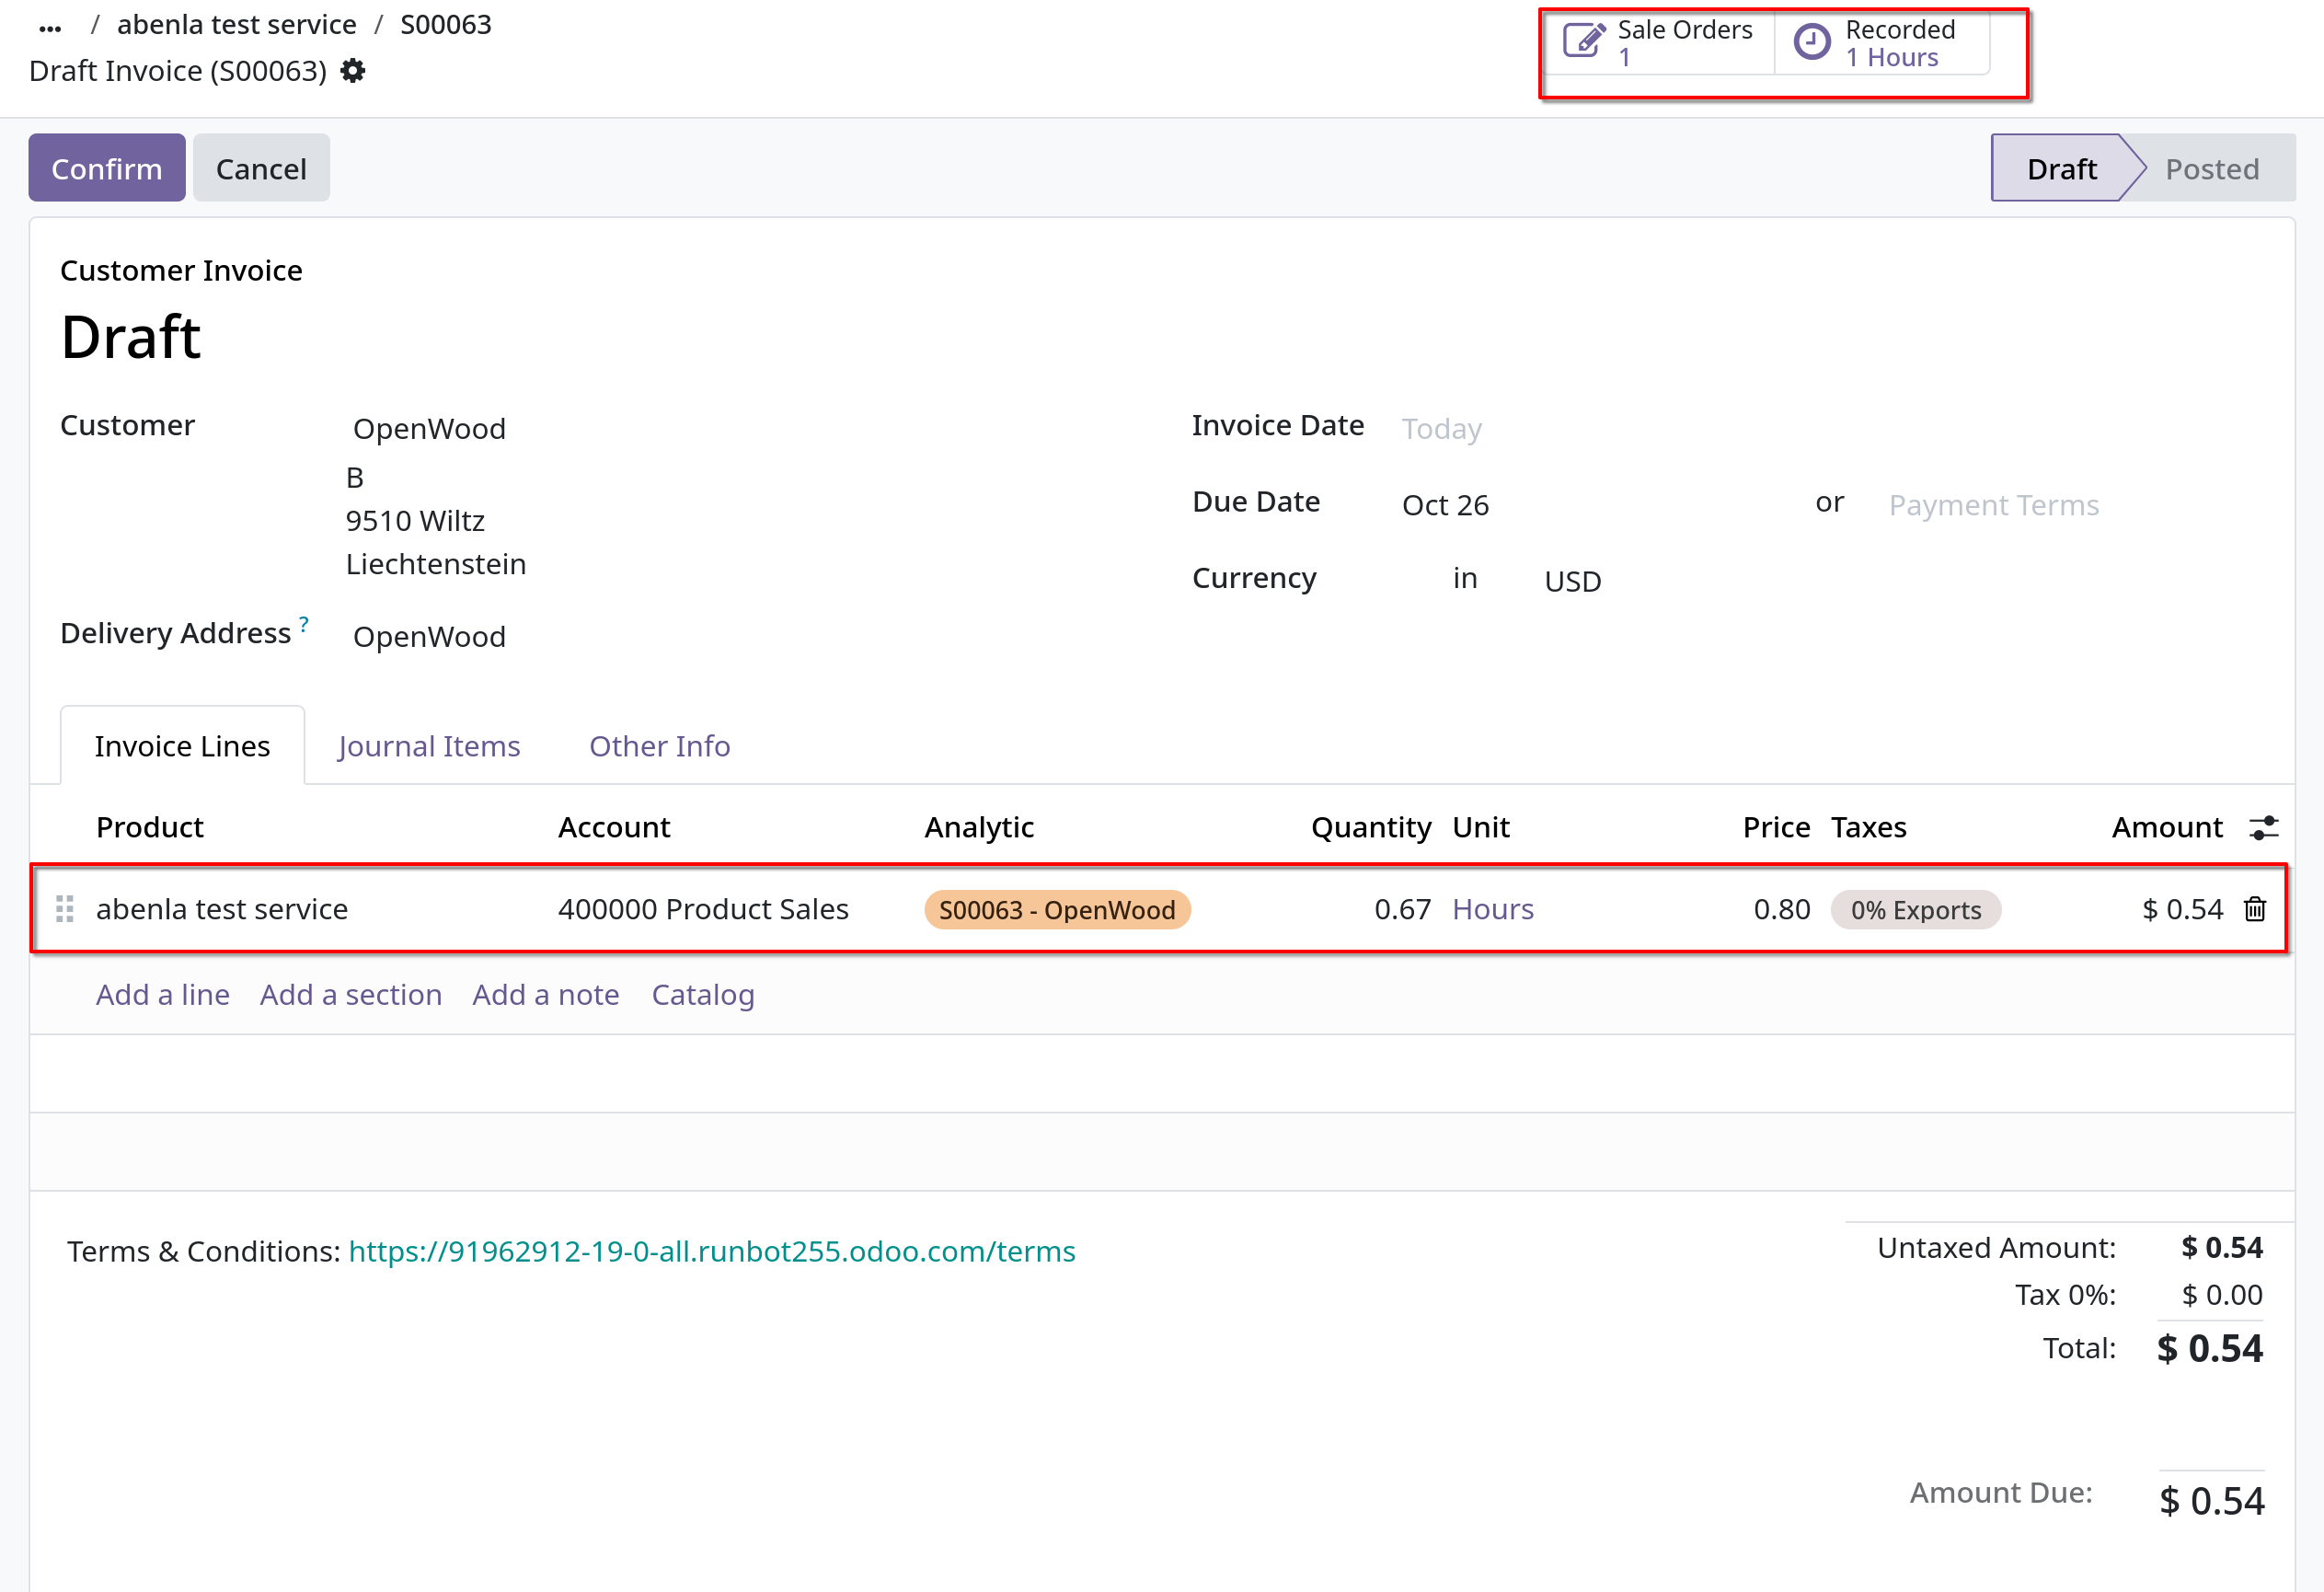 ... / abenla test service / S00063
Draft Invoice (S00063)
Sale Orders
1
Recorded
1 Hours
Confirm Cancel
Draft Posted
Customer Invoice
Draft
Customer OpenWood
B
9510 Wiltz
Liechtenstein
Delivery Address ? OpenWood
Invoice Date Today
Due Date Oct 26 or Payment Terms
Currency in USD
Invoice Lines Journal Items Other Info
Product Account Analytic Quantity Unit Price Taxes Amount
abenla test service 400000 Product Sales S00063 - OpenWood 0.67 Hours 0.80 0% Exports $ 0.54
Add a line Add a section Add a note Catalog
Terms & Conditions: https://91962912-19-0-all.runbot255.odoo.com/terms
Untaxed Amount: $ 0.54
Tax 0%: $ 0.00
Total: $ 0.54
Amount Due: $ 0.54